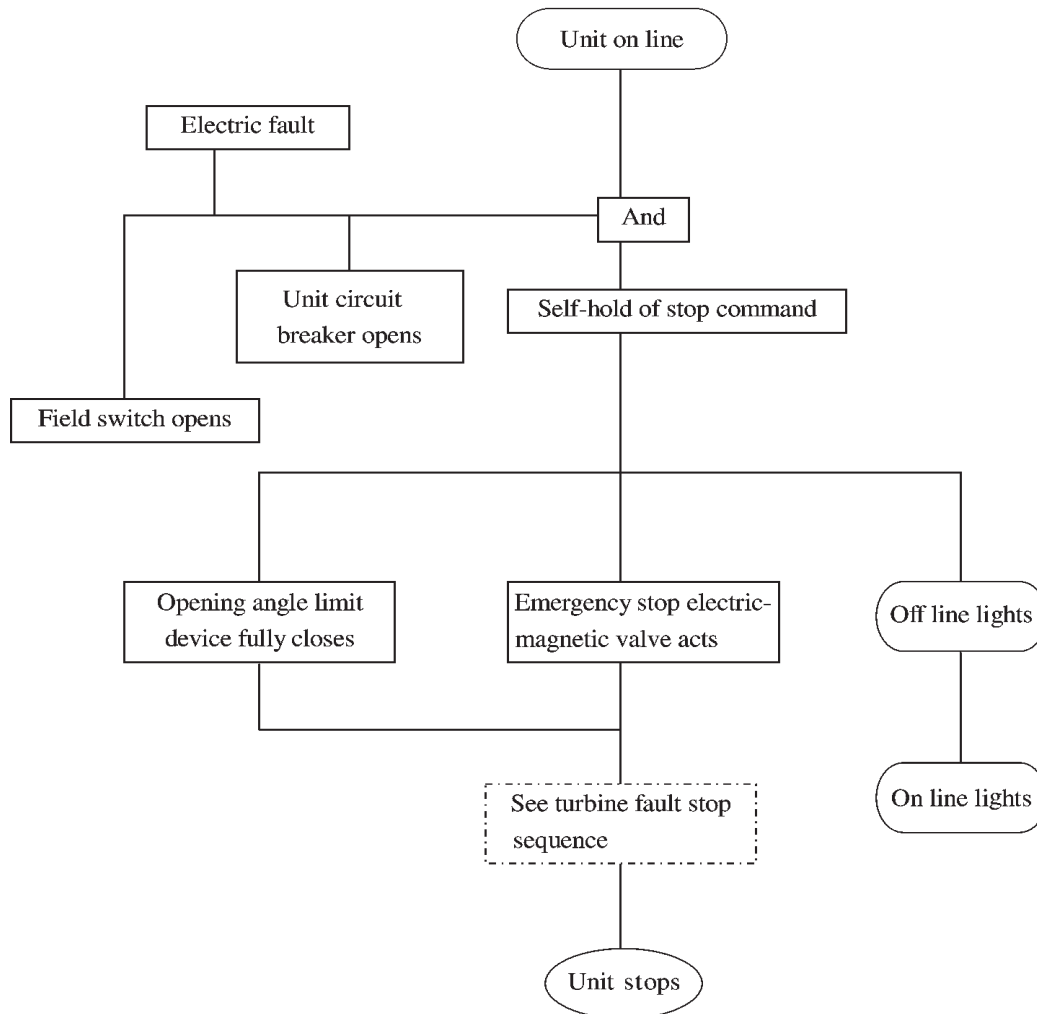 Unit on line
Electric fault
And
Unit circuit
breaker opens
Self-hold of stop command
Field switch opens
Opening angle limit
device fully closes
Emergency stop electric-
magnetic valve acts
Off line lights
On line lights
See turbine fault stop
sequence
Unit stops